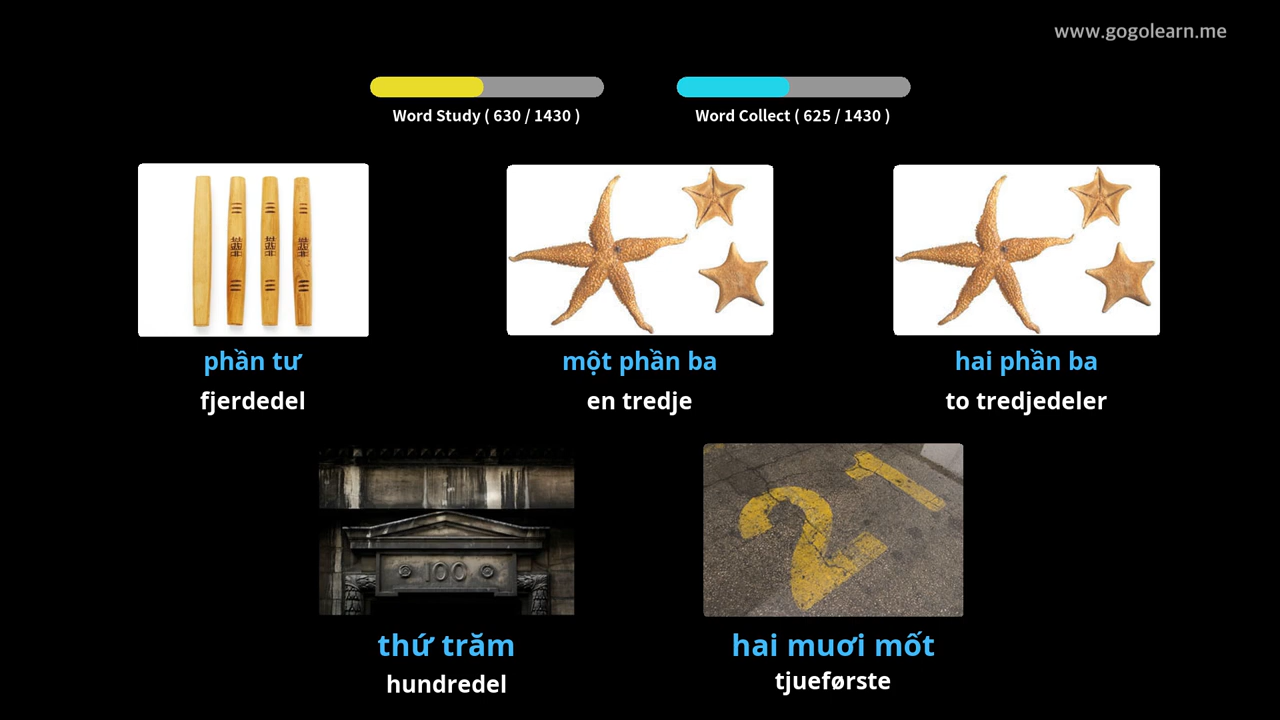 www.gogolearn.me
Word Study ( 630 / 1430 )
Word Collect ( 625 / 1430 )
phần tư
một phần ba
hai phần ba
fjerdedel
en tredje
to tredjedeler
100
21
thứ trăm
hai muơi mốt
hundredel
tjueførste